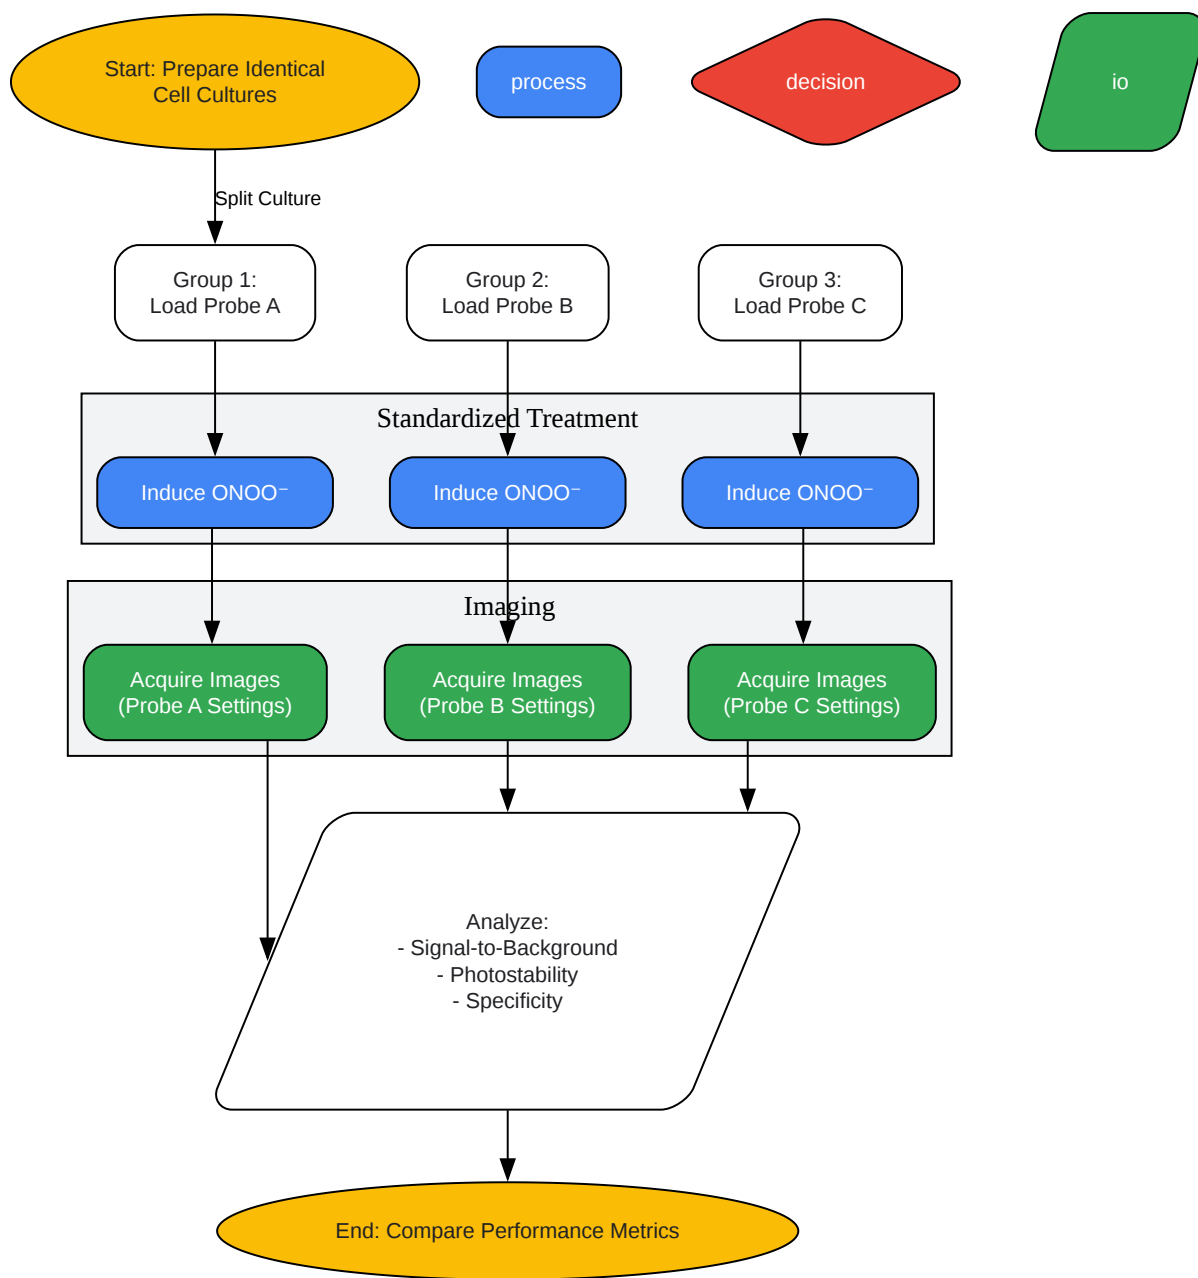 Start: Prepare Identical
Cell Cultures
process
decision
io
Split Culture
Group 1:
Load Probe A
Group 2:
Load Probe B
Group 3:
Load Probe C
Standardized Treatment
Induce ONOO⁻
Induce ONOO⁻
Induce ONOO⁻
Imaging
Acquire Images
(Probe A Settings)
Acquire Images
(Probe B Settings)
Acquire Images
(Probe C Settings)
Analyze:
- Signal-to-Background
- Photostability
- Specificity
End: Compare Performance Metrics